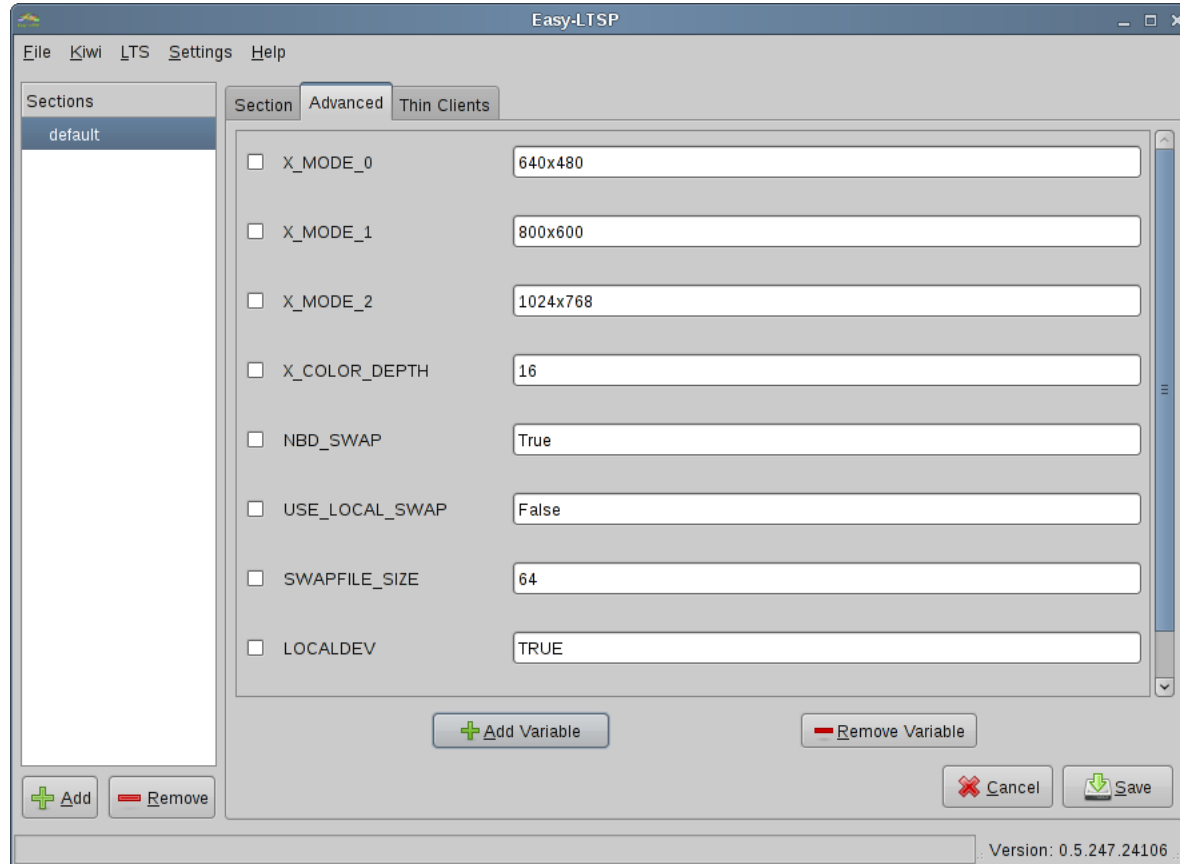 Easy-LTSP
File Kiwi LTS Settings Help
Sections
default
Section Advanced Thin Clients
X_MODE_0 640x480
X_MODE_1 800x600
X_MODE_2 1024x768
X_COLOR_DEPTH 16
NBD_SWAP True
USE_LOCAL_SWAP False
SWAPFILE_SIZE 64
LOCALDEV TRUE
Add Variable Remove Variable
Add Remove
Cancel Save
Version: 0.5.247.24106